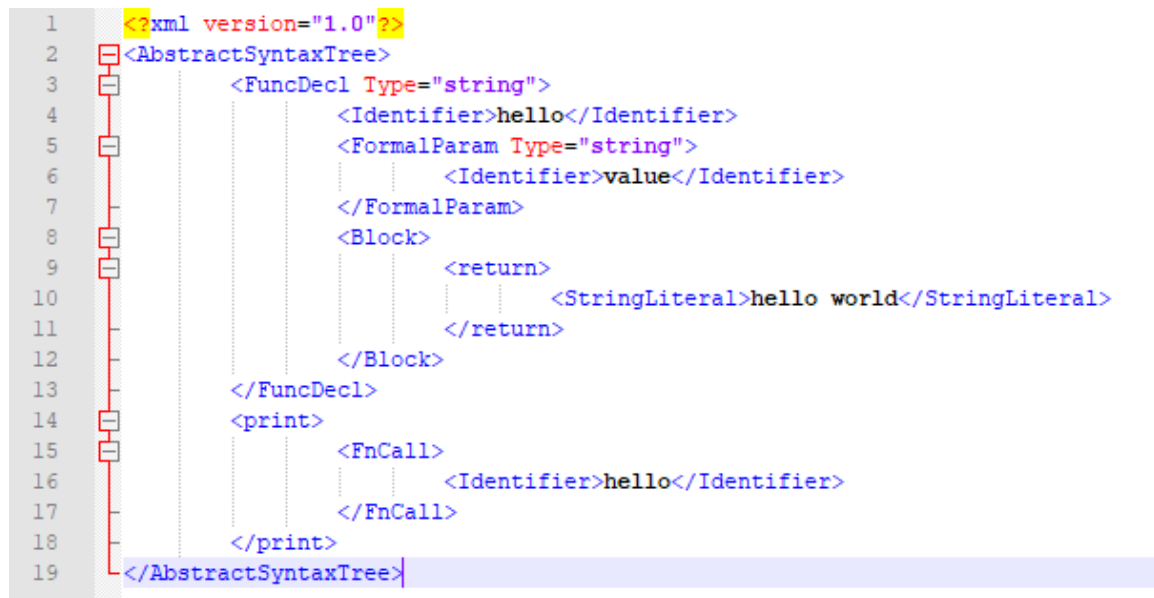 1 <?xml version="1.0"?>
2 <AbstractSyntaxTree>
3 <FuncDecl Type="string">
4 <Identifier>hello</Identifier>
5 <FormalParam Type="string">
6 <Identifier>value</Identifier>
7 </FormalParam>
8 <Block>
9 <return>
10 <StringLiteral>hello world</StringLiteral>
11 </return>
12 </Block>
13 </FuncDecl>
14 <print>
15 <FnCall>
16 <Identifier>hello</Identifier>
17 </FnCall>
18 </print>
19 </AbstractSyntaxTree>